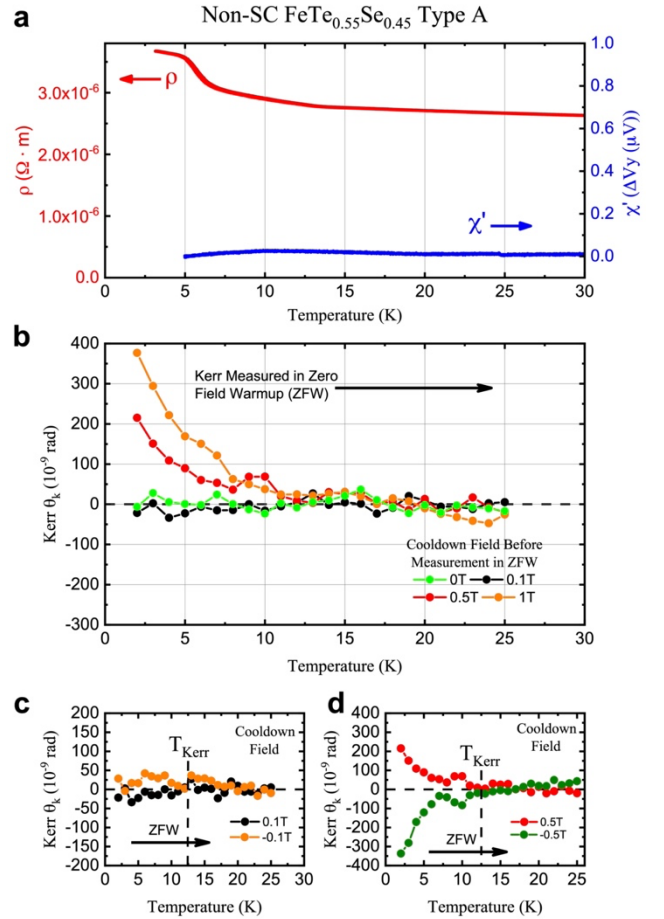 a
Non-SC FeTe0.55Se0.45 Type A
ρ
χ'
3.0x10-6
2.0x10-6
1.0x10-6
0.0
ρ (Ω · m)
1.0
0.8
0.6
0.4
0.2
0.0
χ' (ΔVy (μV))
0 5 10 15 20 25 30
Temperature (K)
b
Kerr Measured in Zero
Field Warmup (ZFW)
400
300
200
100
0
-100
-200
-300
Kerr θk (10-9 rad)
Cooldown Field Before
Measurement in ZFW
0T 0.1T
0.5T 1T
0 5 10 15 20 25 30
Temperature (K)
c
TKerr
Cooldown
Field
200
150
100
50
0
-50
-100
-150
-200
Kerr θk (10-9 rad)
ZFW
0.1T
-0.1T
0 5 10 15 20 25 30
Temperature (K)
d
TKerr
Cooldown
Field
400
300
200
100
0
-100
-200
-300
-400
Kerr θk (10-9 rad)
ZFW
0.5T
-0.5T
0 5 10 15 20 25
Temperature (K)